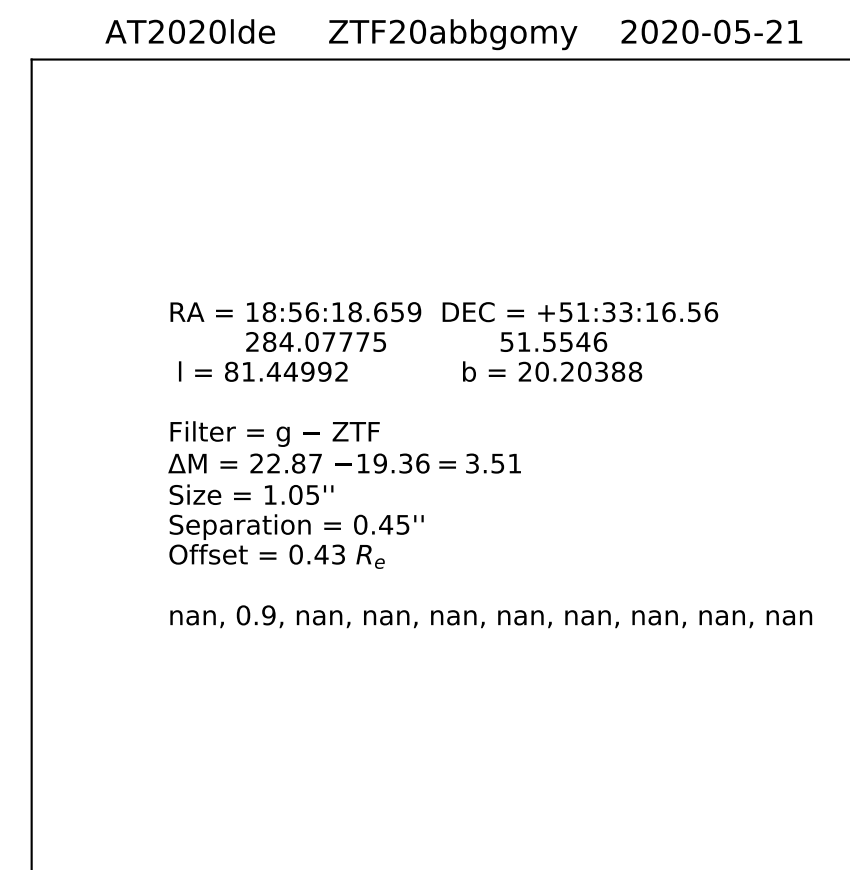 AT2020lde ZTF20abbgomy 2020-05-21
RA = 18:56:18.659 DEC = +51:33:16.56
284.07775 51.5546
l = 81.44992 b = 20.20388
Filter = g − ZTF
ΔM = 22.87 −19.36 = 3.51
Size = 1.05''
Separation = 0.45''
Offset = 0.43 Re
nan, 0.9, nan, nan, nan, nan, nan, nan, nan, nan